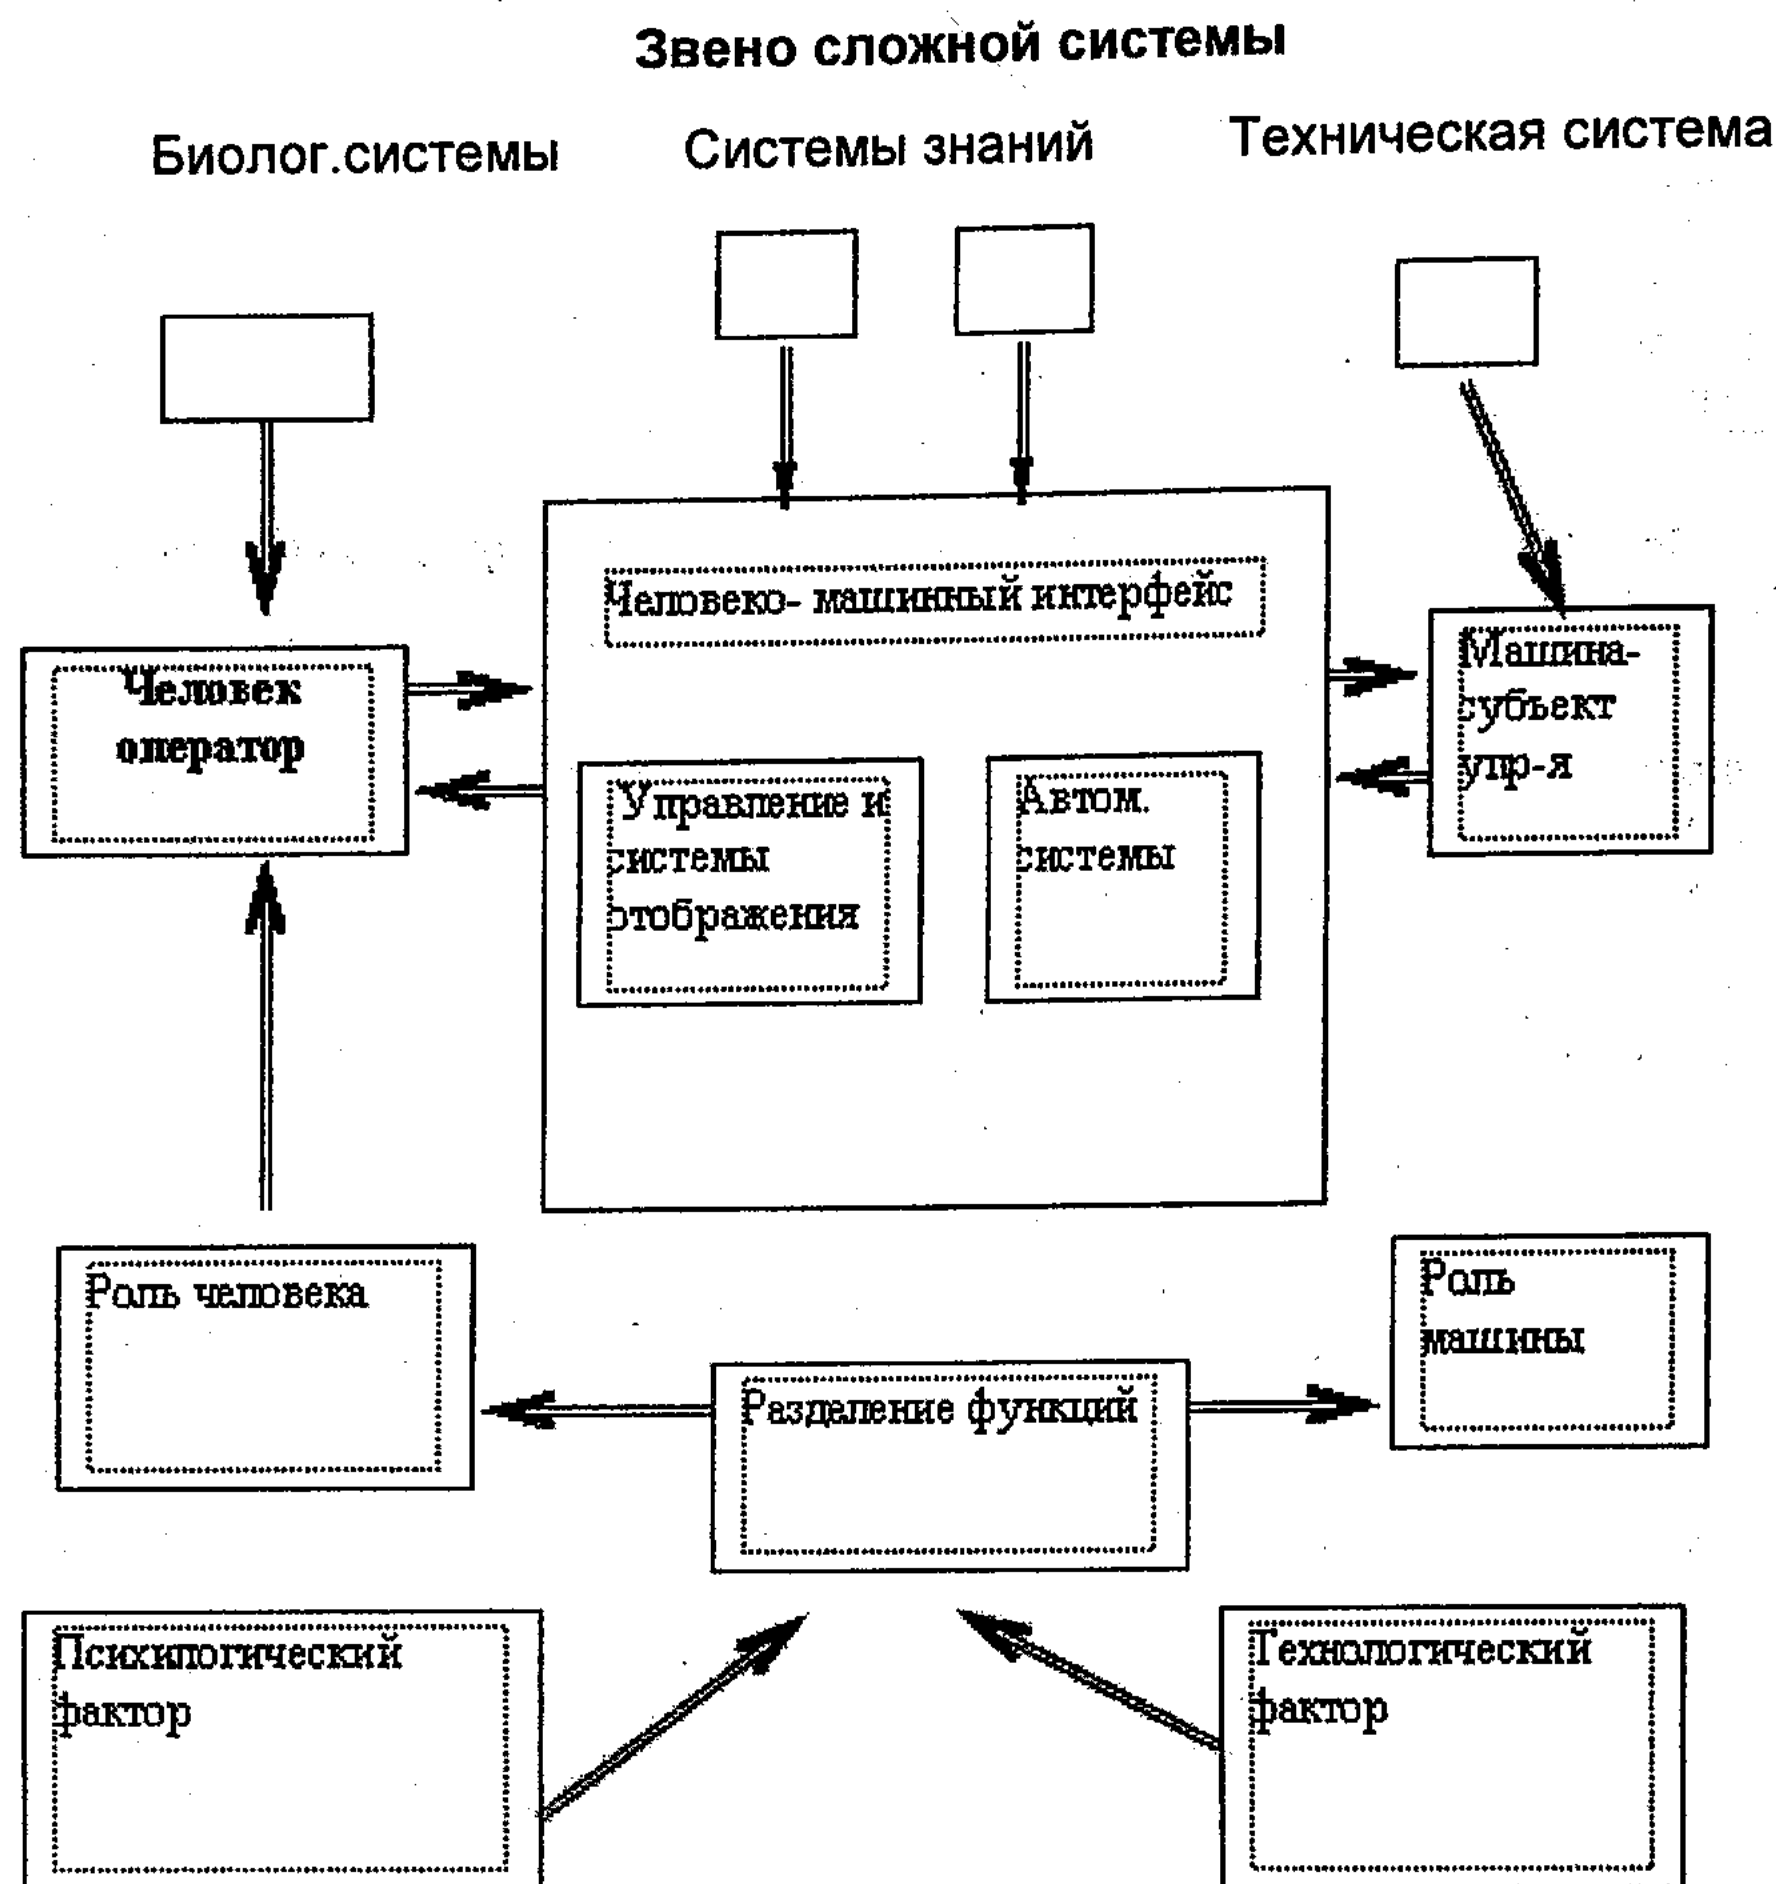 Звено сложной системы
Биолог.системы
Системы знаний
Техническая система
Человеко- машинный интерфейс
Человек
оператор
Машина-
субъект
упр-я
Управление и
системы
отображения
Автом.
системы
Роль человека
Роль
машины
Разделение функций
Психилогический
фактор
Технологический
фактор